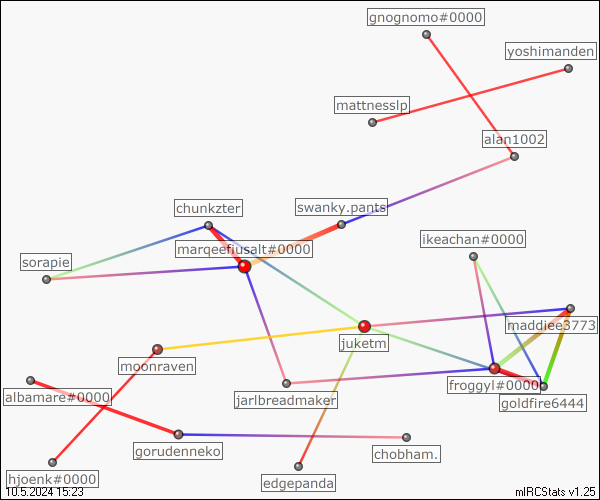 gnognomo#0000
yoshimanden
mattnesslp
alan1002
chunkzter
swanky.pants
marqeefiusalt#0000
ikeachan#0000
sorapie
maddiee3773
juketm
moonraven
froggyl#0000
albamare#0000
jarlbreadmaker
goldfire6444
gorudenneko
chobham.
hjoenk#0000
edgepanda
10.5.2024 15:23
mIRCStats v1.25